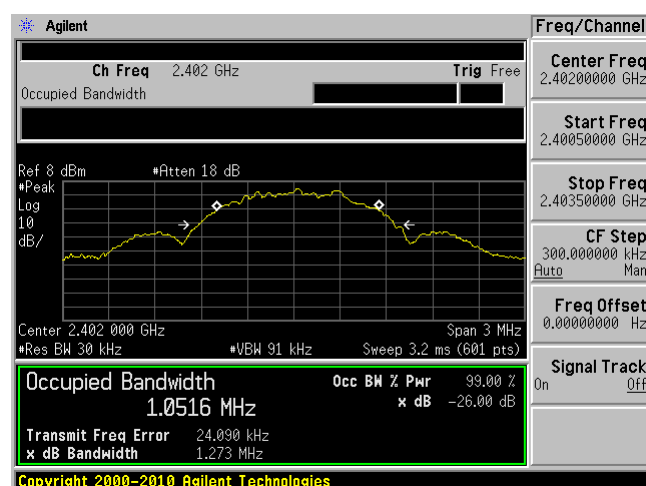 Agilent
Freq/Channel
Ch Freq 2.402 GHz Trig Free
Occupied Bandwidth
Center Freq
2.40200000 GHz
Start Freq
2.40050000 GHz
Stop Freq
2.40350000 GHz
CF Step
300.000000 kHz
Auto Man
Freq Offset
0.00000000 Hz
Signal Track
On Off
Ref 8 dBm #Atten 18 dB
#Peak
Log
10
dB/
Center 2.402 000 GHz Span 3 MHz
#Res BW 30 kHz #VBW 91 kHz Sweep 3.2 ms (601 pts)
Occupied Bandwidth Occ BW % Pwr 99.00 %
1.0516 MHz x dB -26.00 dB
Transmit Freq Error 24.090 kHz
x dB Bandwidth 1.273 MHz
Copyright 2000-2010 Agilent Technologies